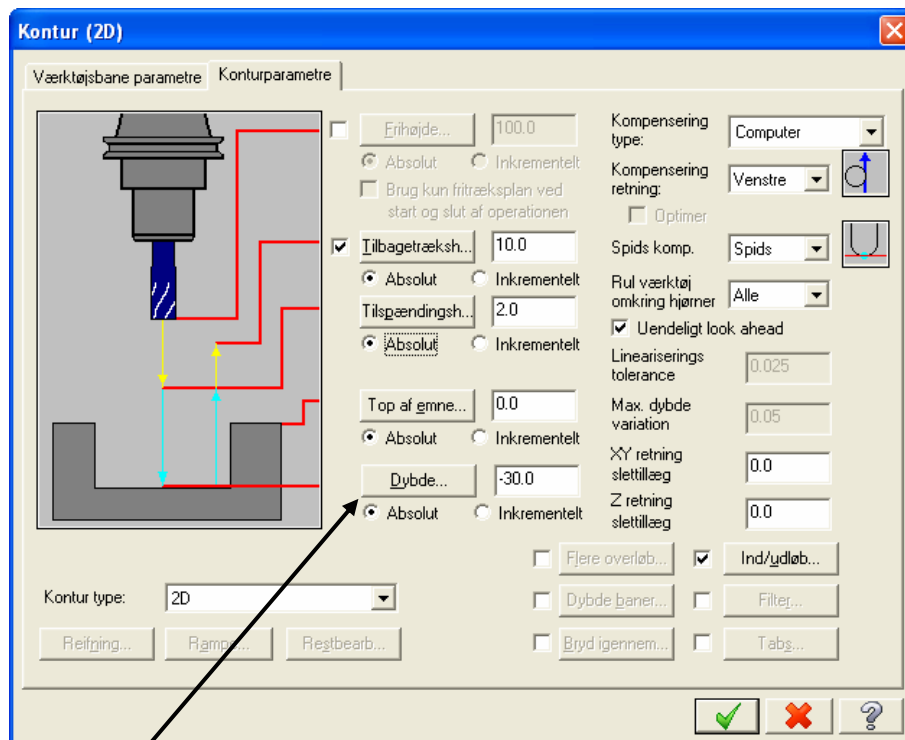 Kontur (2D)
Værktøjsbane parametre
Konturparametre
Frihøjde...
100.0
Absolut
Inkrementelt
Brug kun fritræksplan ved
start og slut af operationen
Tilbagetræksh...
10.0
Absolut
Inkrementelt
Tilspændingsh...
2.0
Absolut
Inkrementelt
Top af emne...
0.0
Absolut
Inkrementelt
Dybde...
-30.0
Absolut
Inkrementelt
Kompensering
type:
Computer
Kompensering
retning:
Venstre
Optimer
Spids komp.
Spids
Rul værktøj
omkring hjørner
Alle
Uendeligt look ahead
Lineariserings
tolerance
0.025
Max. dybde
variation
0.05
XY retning
slettillæg
0.0
Z retning
slettillæg
0.0
Flere overløb...
Ind/udløb...
Kontur type:
2D
Dybde baner...
Filter...
Reifning...
Rampe...
Restbearb...
Bryd igennem...
Tabs...